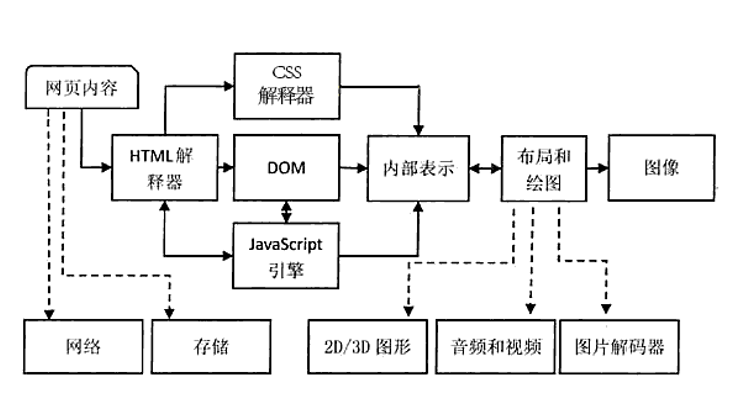 网页内容
CSS
解释器
HTML解
释器
DOM
内部表示
布局和
绘图
图像
JavaScript
引擎
网络
存储
2D/3D 图形
音频和视频
图片解码器